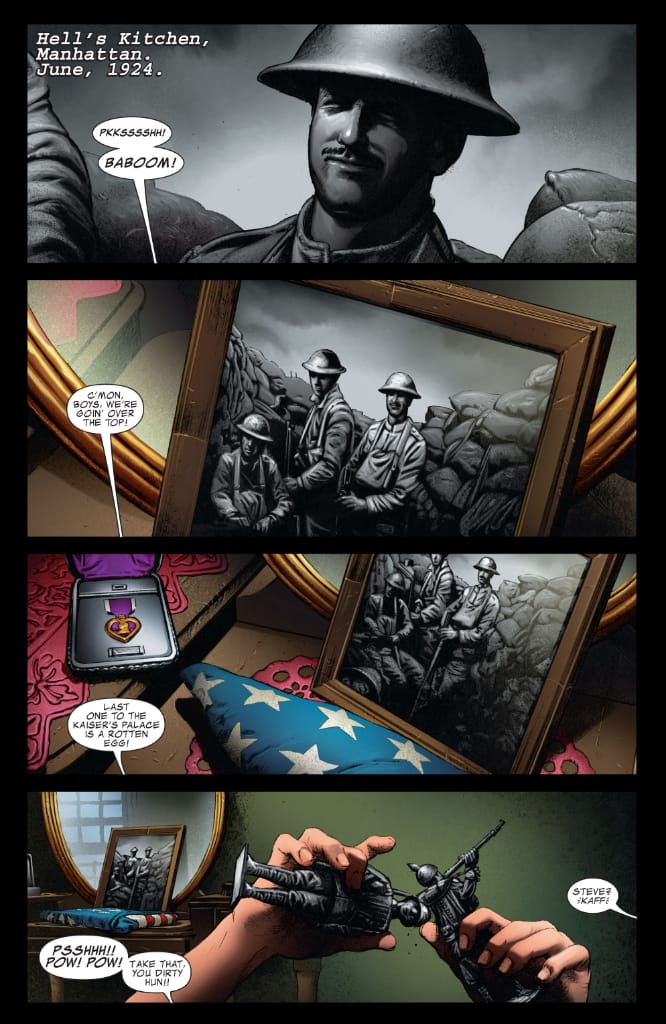 Hell's Kitchen,
Manhattan.
June, 1924.
PKKSSSSHH!
BABOOM!
C'MON,
BOYS, WE'RE
GOIN' OVER
THE TOP!
LAST
ONE TO THE
KAISER'S PALACE
IS A ROTTEN
EGG!
STEVE?
:KAFF:
PSSHHH!!
POW! POW!
TAKE THAT,
YOU DIRTY
HUN!!